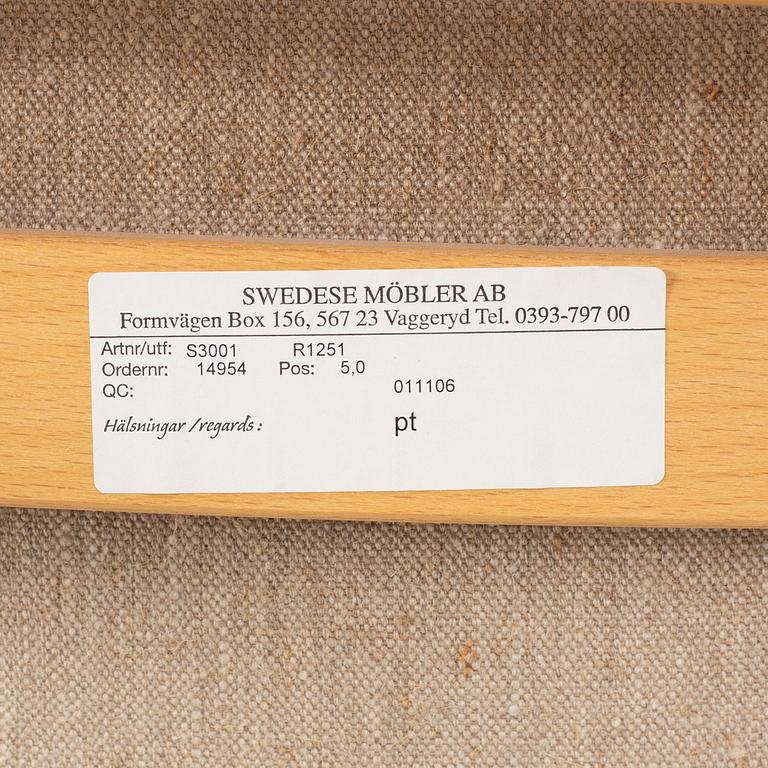 SWEDESE MÖBLER AB
Formvägen Box 156, 567 23 Vaggeryd Tel. 0393-797 00
Artnr/utf: S3001 R1251
Ordernr: 14954 Pos: 5,0
QC: 011106
Hälsningar /regards : pt